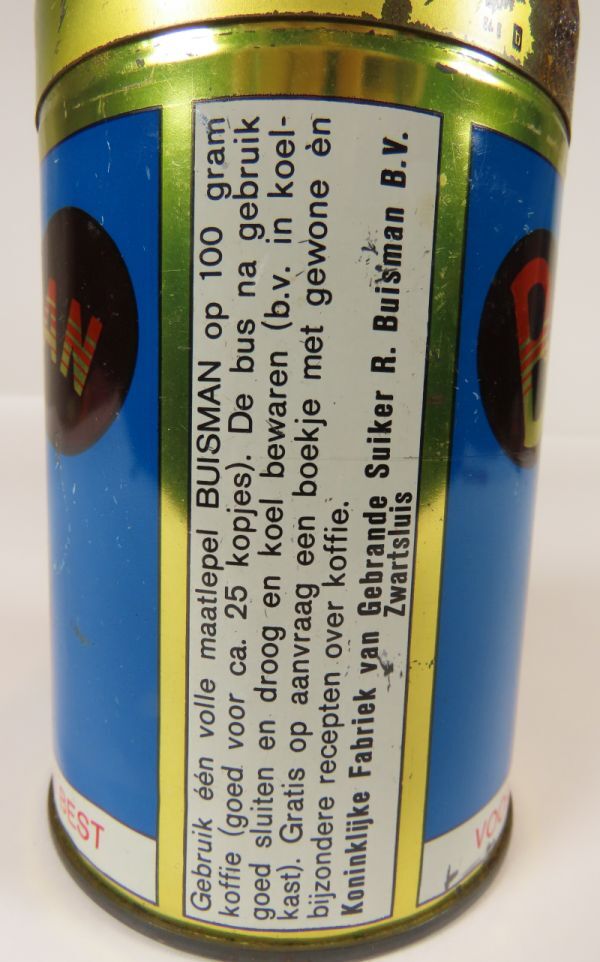 Gebruik één volle maatlepel BUISMAN op 100 gram
koffie (goed voor ca. 25 kopjes). De bus na gebruik
goed sluiten en droog en koel bewaren (b.v. in koel-
kast). Gratis op aanvraag een boekje met gewone èn
bijzondere recepten over koffie.
Koninklijke Fabriek van Gebrande Suiker R. Buisman B.V.
Zwartsluis
AN
BEST
B
VOO